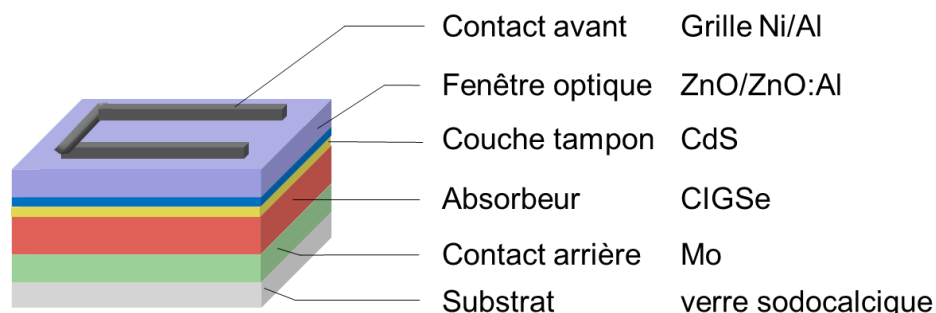 Contact avant Grille Ni/Al
Fenêtre optique ZnO/ZnO:Al
Couche tampon CdS
Absorbeur CIGSe
Contact arrière Mo
Substrat verre sodocalcique